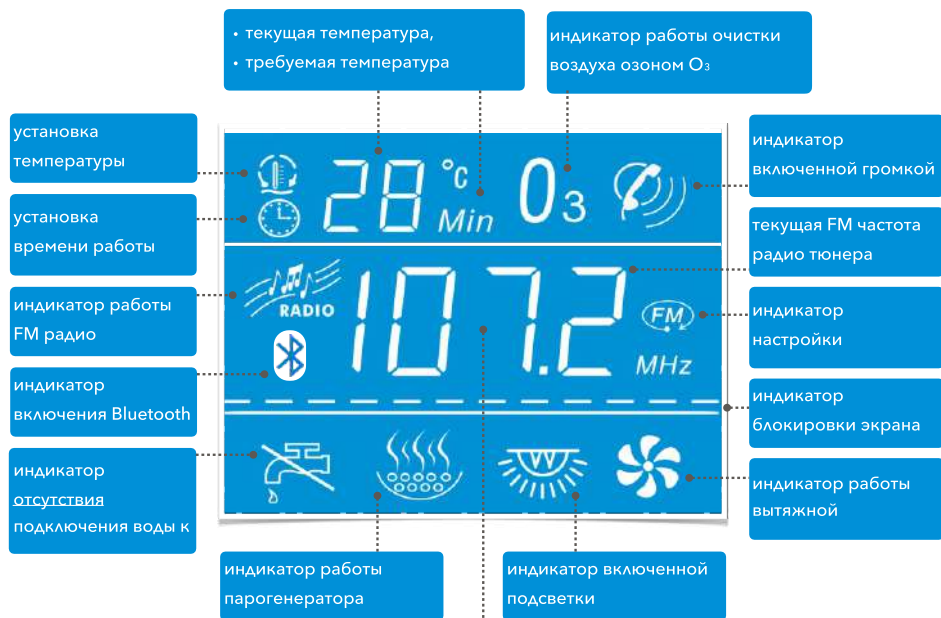 • текущая температура,
• требуемая температура
индикатор работы очистки
воздуха озоном O₃
установка
температуры
установка
времени работы
индикатор работы
FM радио
индикатор
включения Bluetooth
индикатор
отсутствия
подключения воды к
28 °C
Min
O₃
RADIO
107.2
FM
MHz
индикатор
включенной громкой
текущая FM частота
радио тюнера
индикатор
настройки
индикатор
блокировки экрана
индикатор работы
вытяжной
индикатор работы
парогенератора
индикатор включенной
подсветки